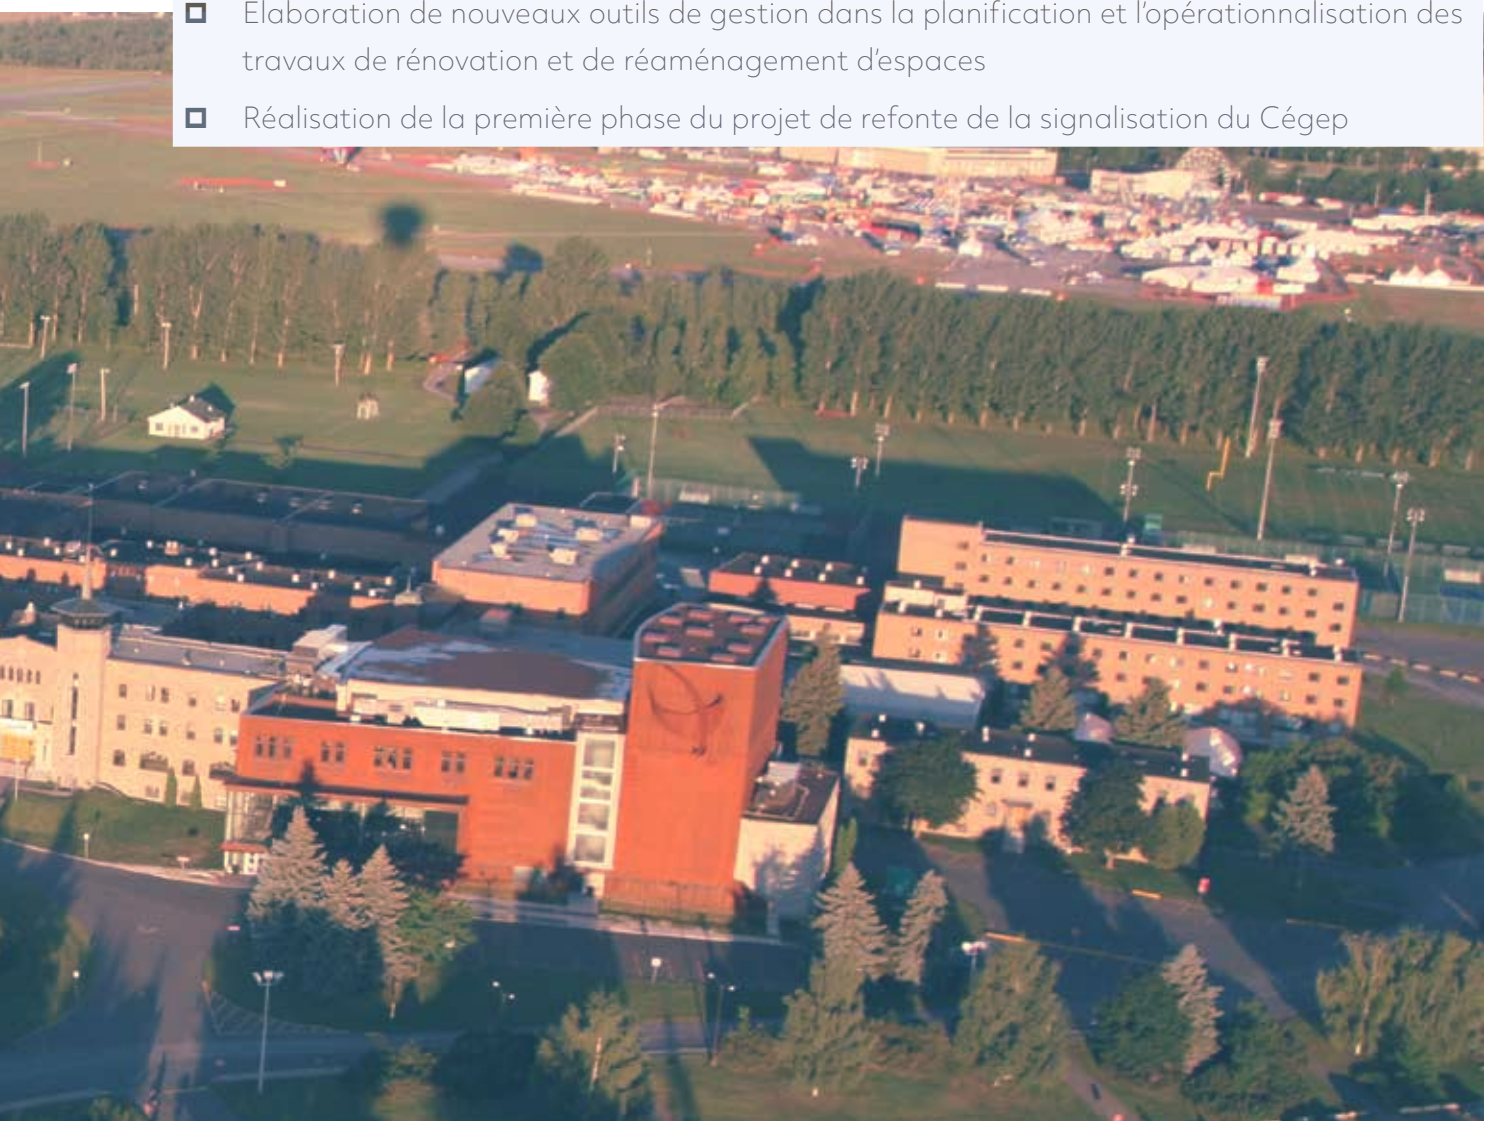 Élaboration de nouveaux outils de gestion dans la planification et l'opérationnalisation des
travaux de rénovation et de réaménagement d'espaces
Réalisation de la première phase du projet de refonte de la signalisation du Cégep